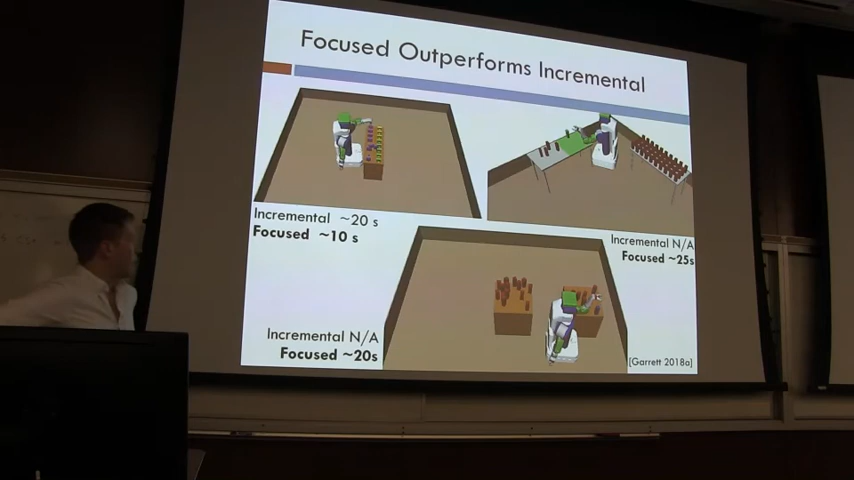 Focused Outperforms Incremental
Incremental ~20 s
Focused ~10 s
Incremental N/A
Focused ~25s
Incremental N/A
Focused ~20s
[Garrett 2018a]